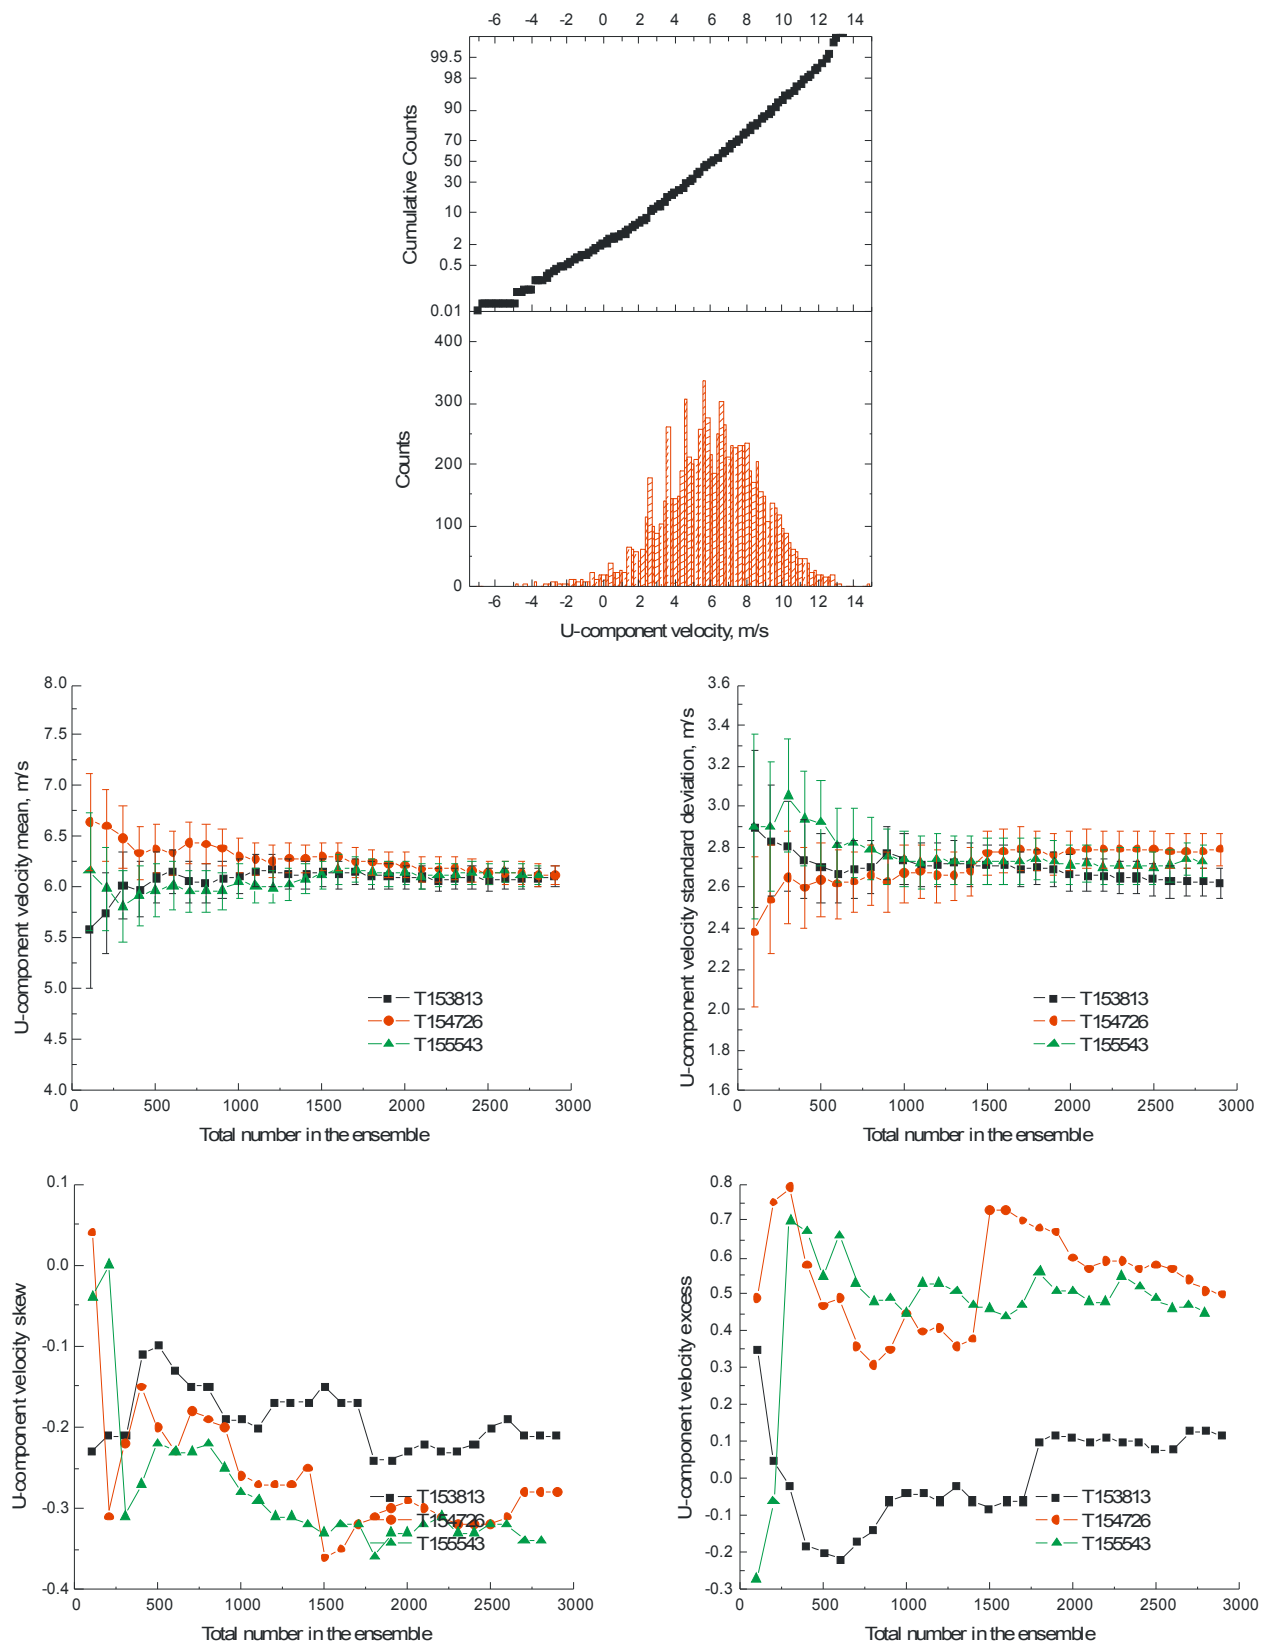 -6 -4 -2 0 2 4 6 8 10 12 14
99.5
98
90
70
50
30
10
2
0.5
0.01
Cumulative Counts
400
300
200
100
0
Counts
-6 -4 -2 0 2 4 6 8 10 12 14
U-component velocity, m/s
8.0
7.5
7.0
6.5
6.0
5.5
5.0
4.5
4.0
U-component velocity mean, m/s
T153813
T154726
T155543
0 500 1000 1500 2000 2500 3000
Total number in the ensemble
3.6
3.4
3.2
3.0
2.8
2.6
2.4
2.2
2.0
1.8
1.6
U-component velocity standard deviation, m/s
T153813
T154726
T155543
0 500 1000 1500 2000 2500 3000
Total number in the ensemble
0.1
0.0
-0.1
-0.2
-0.3
-0.4
U-component velocity skew
T153813
T154726
T155543
0 500 1000 1500 2000 2500 3000
Total number in the ensemble
0.8
0.7
0.6
0.5
0.4
0.3
0.2
0.1
0.0
-0.1
-0.2
-0.3
U-component velocity excess
T153813
T154726
T155543
0 500 1000 1500 2000 2500 3000
Total number in the ensemble